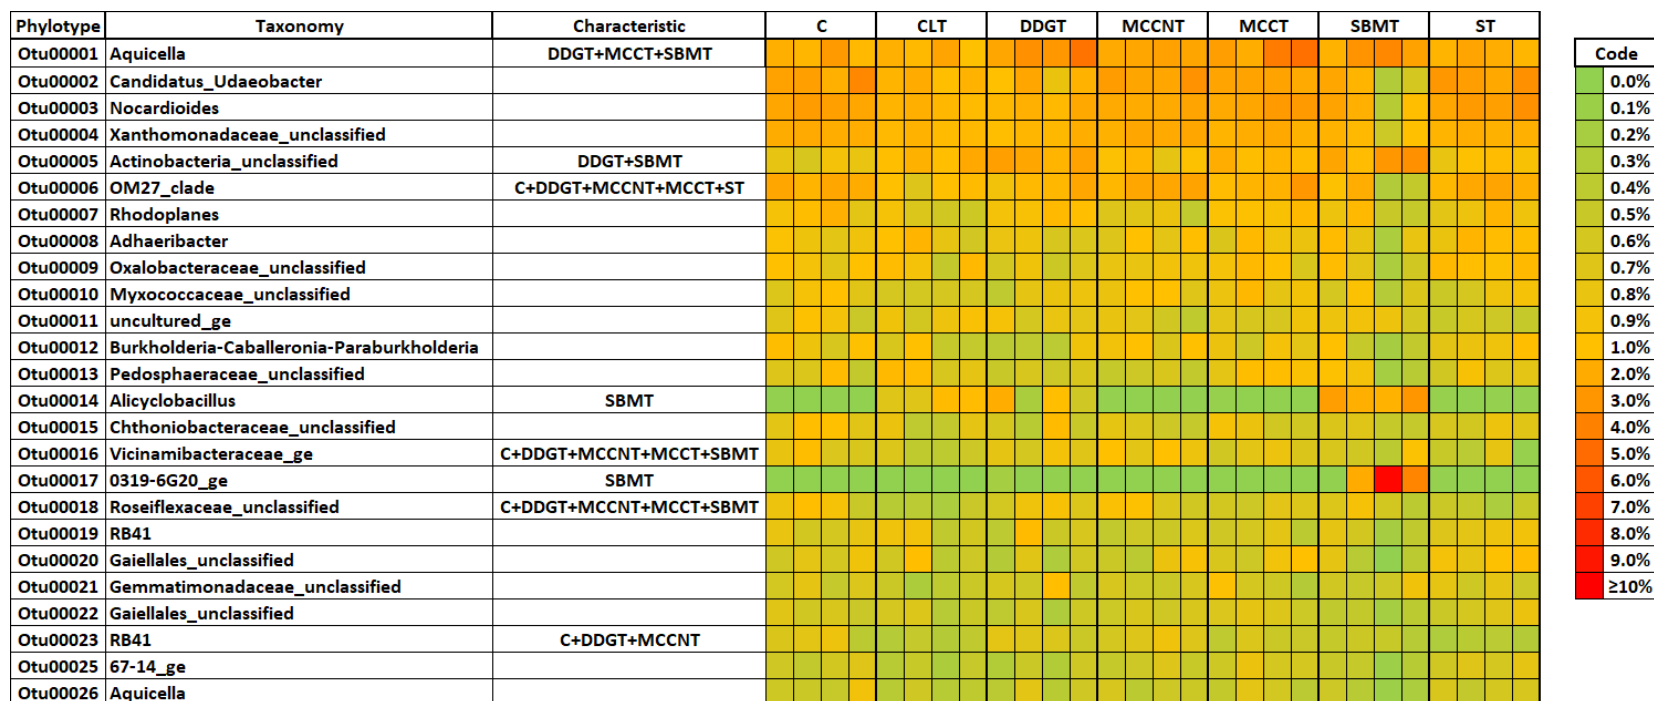 Phylotype Taxonomy Characteristic C CLT DDGT MCCNT MCCT SBMT ST
Otu00001 Aquicella DDGT+MCCT+SBMT Code
Otu00002 Candidatus_Udaeobacter 0.0%
Otu00003 Nocardioides 0.1%
Otu00004 Xanthomonadaceae_unclassified 0.2%
Otu00005 Actinobacteria_unclassified DDGT+SBMT 0.3%
Otu00006 OM27_clade C+DDGT+MCCNT+MCCT+ST 0.4%
Otu00007 Rhodoplanes 0.5%
Otu00008 Adhaeribacter 0.6%
Otu00009 Oxalobacteraceae_unclassified 0.7%
Otu00010 Myxococcaceae_unclassified 0.8%
Otu00011 uncultured_ge 0.9%
Otu00012 Burkholderia-Caballeronia-Paraburkholderia 1.0%
Otu00013 Pedosphaeraceae_unclassified 2.0%
Otu00014 Alicyclobacillus SBMT 3.0%
Otu00015 Chthoniobacteraceae_unclassified 4.0%
Otu00016 Vicinamibacteraceae_ge C+DDGT+MCCNT+MCCT+SBMT 5.0%
Otu00017 0319-6G20_ge SBMT 6.0%
Otu00018 Roseiflexaceae_unclassified C+DDGT+MCCNT+MCCT+SBMT 7.0%
Otu00019 RB41 8.0%
Otu00020 Gaiellales_unclassified 9.0%
Otu00021 Gemmatimonadaceae_unclassified ≥10%
Otu00022 Gaiellales_unclassified
Otu00023 RB41 C+DDGT+MCCNT
Otu00025 67-14_ge
Otu00026 Aquicella